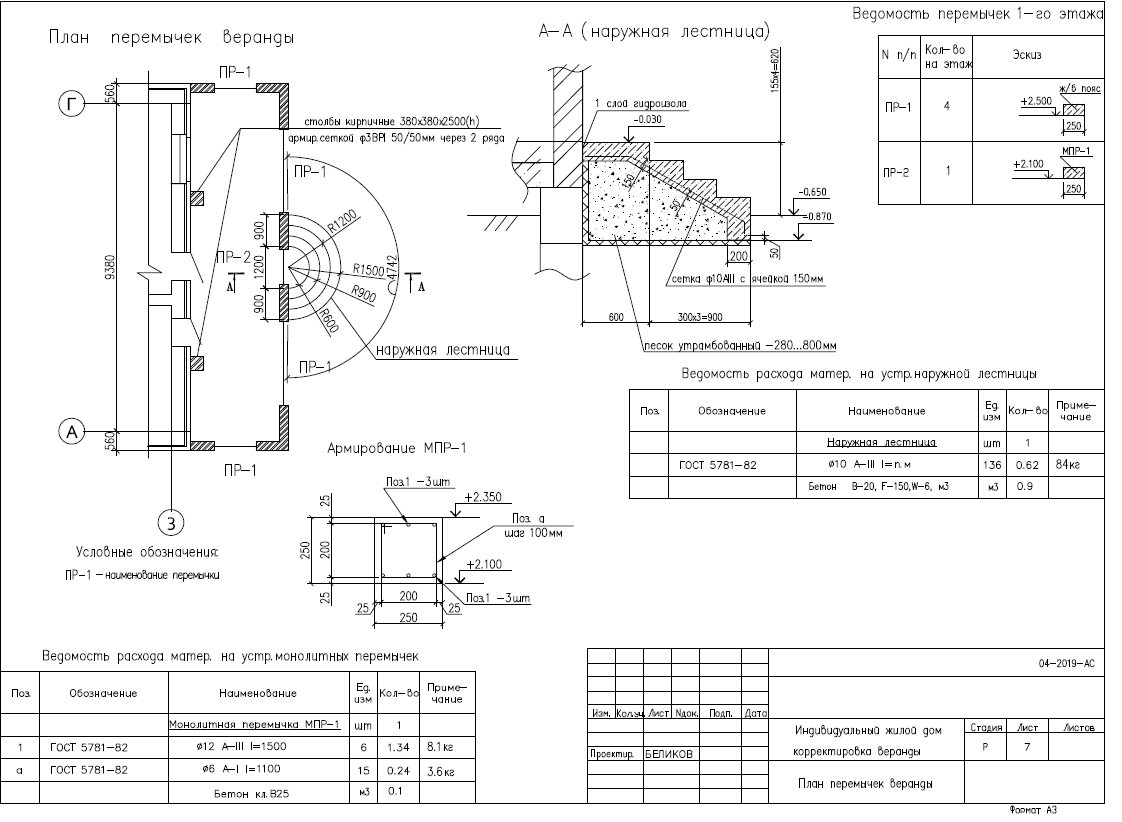 План перемычек веранды
ПР-1
560
Г
столбы кирпичные 380х380х2500(h)
армир.сеткой ф3ВРI 50/50мм через 2 ряда
ПР-1
900
R1200
ПР-2
9380
1200
R1500
4742
А
А
R900
900
R600
наружная лестница
ПР-1
А
560
ПР-1
3
Условные обозначения:
ПР-1 – наименование перемычки
А-А (наружная лестница)
155х4=620
1 слой гидроизола
-0.030
150
50
-0.650
-0.870
200
50
сетка ф10АIII с ячейкой 150мм
600
300х3=900
песок утрамбованный -280...800мм
Ведомость перемычек 1-го этажа
N п/п
Кол-во на этаж
Эскиз
ПР-1
4
ж/б пояс
+2.500
250
ПР-2
1
МПР-1
+2.100
250
Ведомость расхода матер. на устр.наружной лестницы
Поз.
Обозначение
Наименование
Ед. изм
Кол-во
Приме-чание
Наружная лестница
шт
1
ГОСТ 5781-82
ø10 А-III l=п.м
136
0.62
84кг
Бетон В-20, F-150,W-6, м3
м3
0.9
Армирование МПР-1
Поз.1 -3шт
25
+2.350
Поз. а
шаг 100мм
250
200
+2.100
25
200
Поз.1 -3шт
25
25
250
Ведомость расхода матер. на устр.монолитных перемычек
Поз.
Обозначение
Наименование
Ед. изм
Кол-во
Приме-чание
Монолитная перемычка МПР-1
шт
1
1
ГОСТ 5781-82
ø12 А-III l=1500
6
1.34
8.1кг
а
ГОСТ 5781-82
ø6 А-I l=1100
15
0.24
3.6кг
Бетон кл.В25
м3
0.1
04-2019-АС
Изм. Кол.уч. Лист Nдок. Подп. Дата
Проектир. БЕЛИКОВ
Индивидуальный жилой дом
корректировка веранды
Стадия Лист Листов
Р 7
План перемычек веранды
Формат А3